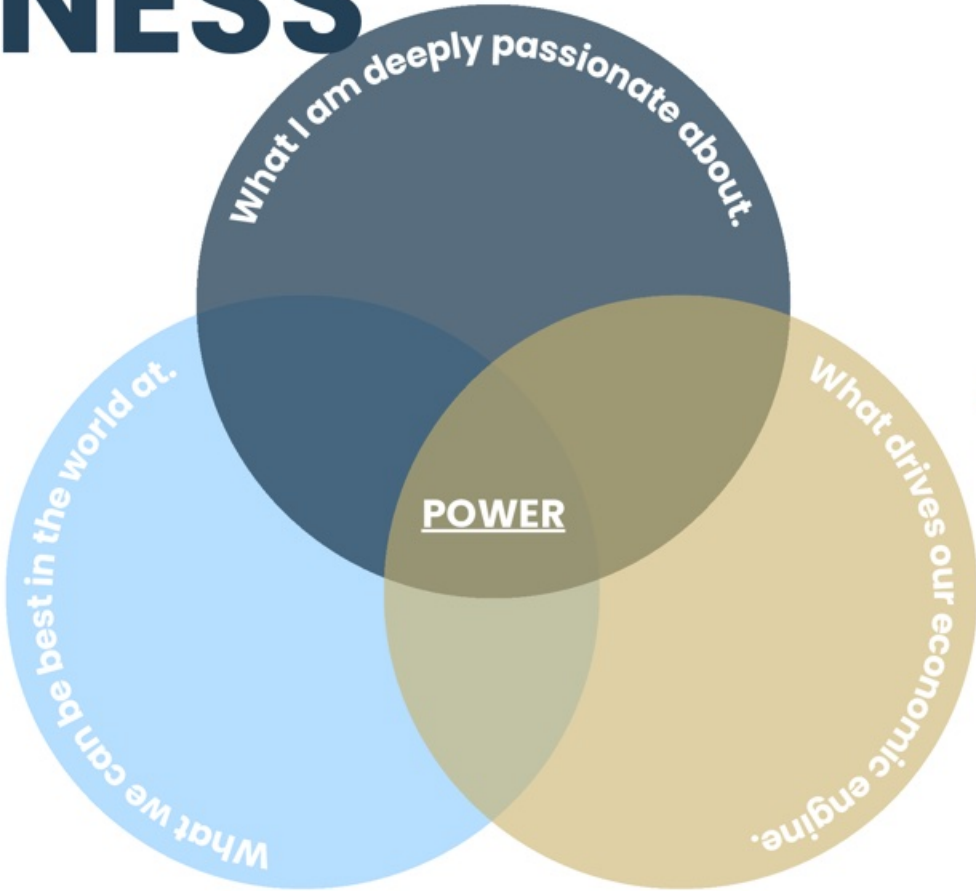 NESS
What I am deeply passionate about.
What we can be best in the world at.
What drives our economic engine.
POWER